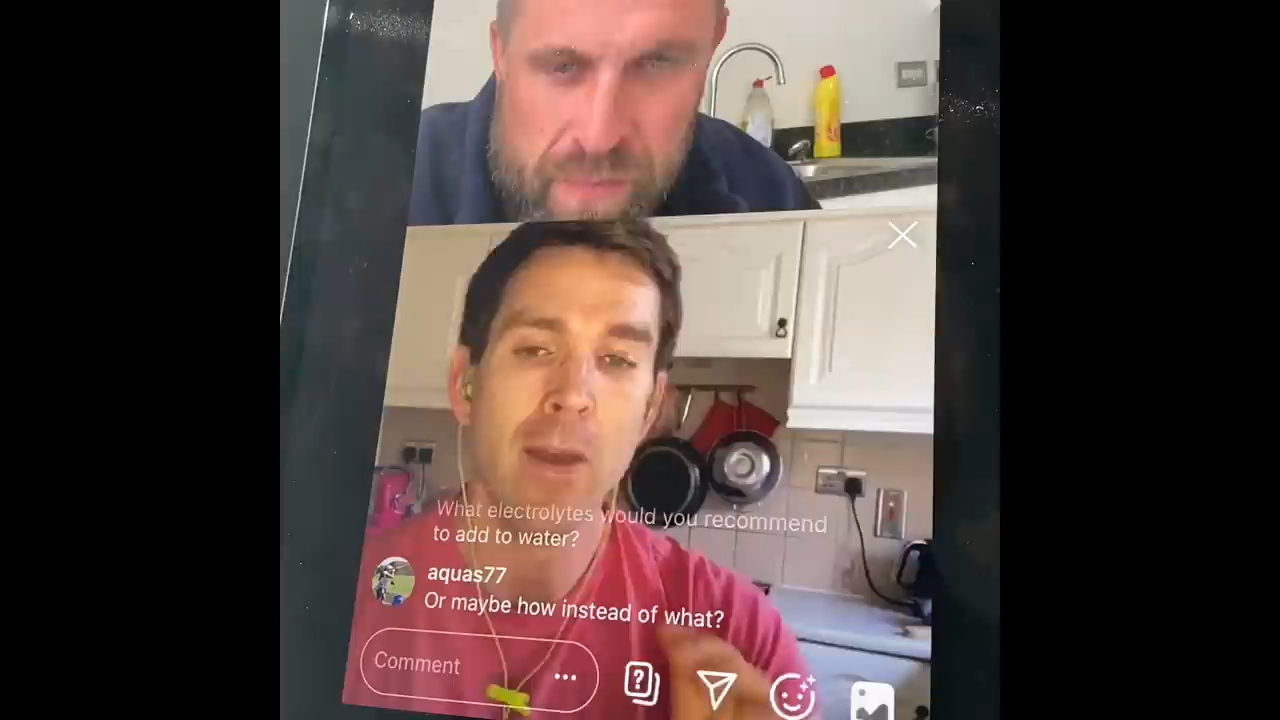 What electrolytes would you recommend
to add to water?
aquas77
Or maybe how instead of what?
Comment